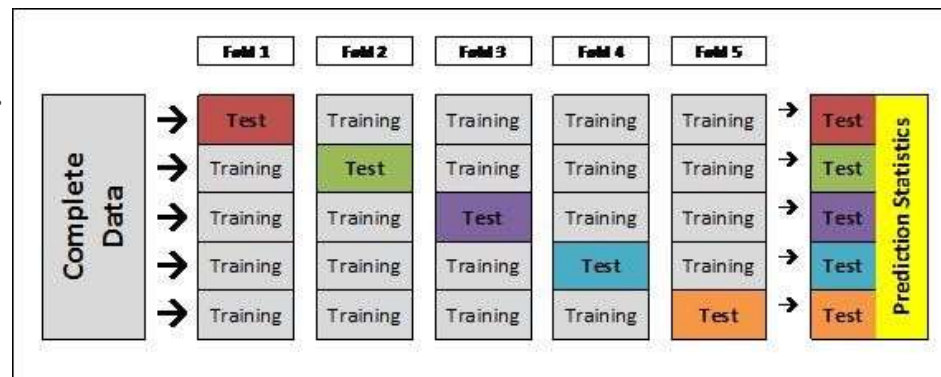 Fold 1 Fold 2 Fold 3 Fold 4 Fold 5
Complete
Data
Test Training Training Training Training Test
Training Test Training Training Training Test
Training Training Test Training Training Test
Training Training Training Test Training Test
Training Training Training Training Test Test
Prediction Statistics